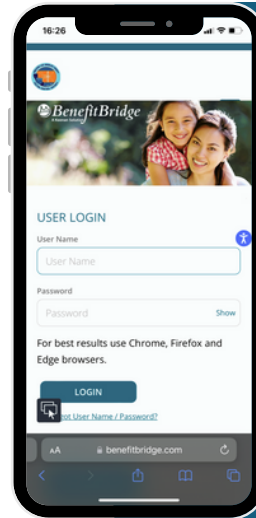 16:26
BenefitBridge
USER LOGIN
User Name
User Name
Password
Password
Show
For best results use Chrome, Firefox and
Edge browsers.
LOGIN
ot User Name / Password?
AA
benefitbridge.com